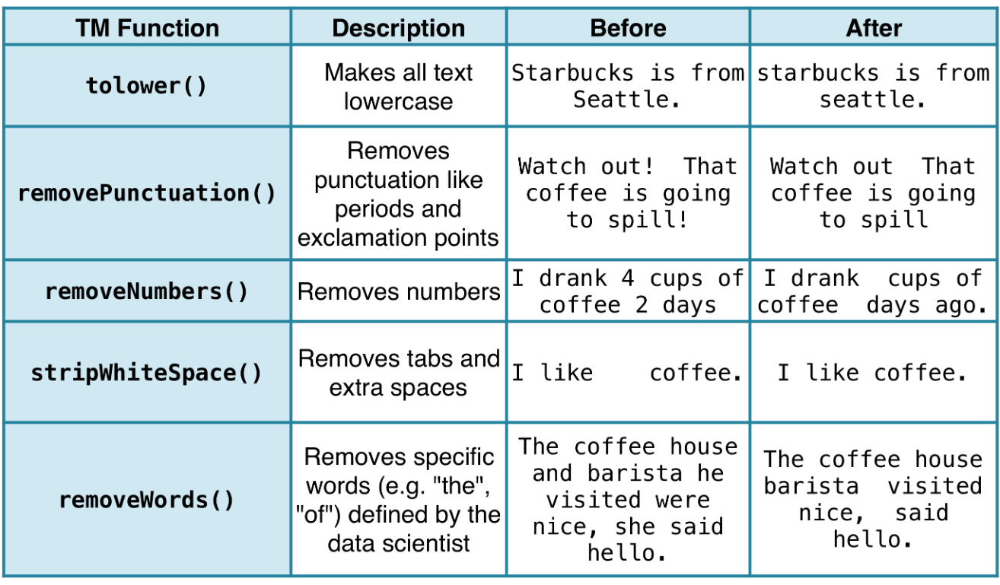 TM Function Description Before After
tolower()
Makes all text
lowercase
Starbucks is from
Seattle.
starbucks is from
seattle.
removePunctuation()
Removes
punctuation like
periods and
exclamation points
Watch out!  That
coffee is going
to spill!
Watch out  That
coffee is going
to spill
removeNumbers()
Removes numbers
I drank 4 cups of
coffee 2 days
I drank  cups of
coffee  days ago.
stripWhiteSpace()
Removes tabs and
extra spaces
I like    coffee.
I like coffee.
removeWords()
Removes specific
words (e.g. "the",
"of") defined by the
data scientist
The coffee house
and barista he
visited were
nice, she said
hello.
The coffee house
barista  visited
nice,  said
hello.